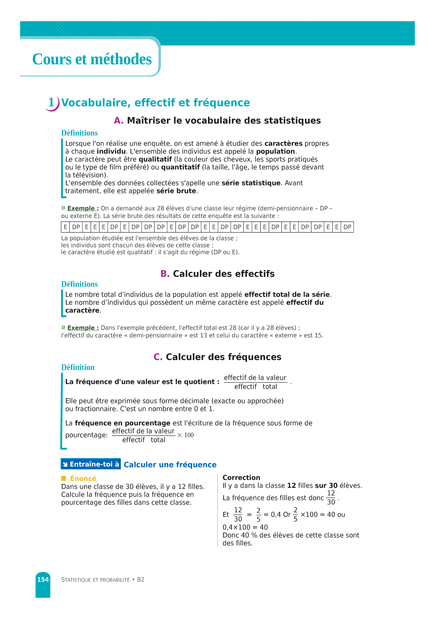 Cours et méthodes
1 Vocabulaire, effectif et fréquence
A. Maîtriser le vocabulaire des statistiques
Définitions
Lorsque l'on réalise une enquête, on est amené à étudier des caractères propres
à chaque individu. L'ensemble des individus est appelé la population.
Le caractère peut être qualitatif (la couleur des cheveux, les sports pratiqués
ou le type de film préféré) ou quantitatif (la taille, l'âge, le temps passé devant
la télévision).
L'ensemble des données collectées s'appelle une série statistique. Avant
traitement, elle est appelée série brute.
» Exemple : On a demandé aux 28 élèves d'une classe leur régime (demi-pensionnaire – DP –
ou externe E). La série brute des résultats de cette enquête est la suivante :
E DP E E E DP E DP DP DP E DP DP E E DP DP E E E DP E E DP DP E E DP
La population étudiée est l'ensemble des élèves de la classe ;
les individus sont chacun des élèves de cette classe ;
le caractère étudié est qualitatif : il s'agit du régime (DP ou E).
B. Calculer des effectifs
Définitions
Le nombre total d'individus de la population est appelé effectif total de la série.
Le nombre d'individus qui possèdent un même caractère est appelé effectif du
caractère.
» Exemple : Dans l'exemple précédent, l'effectif total est 28 (car il y a 28 élèves) ;
l'effectif du caractère « demi-pensionnaire » est 13 et celui du caractère « externe » est 15.
C. Calculer des fréquences
Définition
La fréquence d'une valeur est le quotient : effectif de la valeur / effectif total .
Elle peut être exprimée sous forme décimale (exacte ou approchée)
ou fractionnaire. C'est un nombre entre 0 et 1.
La fréquence en pourcentage est l'écriture de la fréquence sous forme de
pourcentage: effectif de la valeur / effectif total × 100
Entraîne-toi à Calculer une fréquence
Énoncé
Dans une classe de 30 élèves, il y a 12 filles.
Calcule la fréquence puis la fréquence en
pourcentage des filles dans cette classe.
Correction
Il y a dans la classe 12 filles sur 30 élèves.
La fréquence des filles est donc 12/30 .
Et 12/30 = 2/5 = 0,4 Or 2/5 ×100 = 40 ou
0,4×100 = 40
Donc 40 % des élèves de cette classe sont
des filles.
154 STATISTIQUE ET PROBABILITÉ • B2